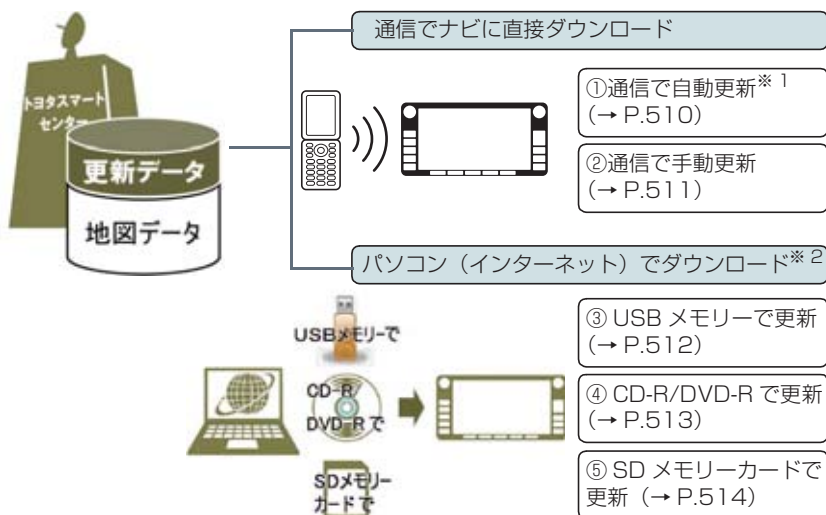 通信でナビに直接ダウンロード
トヨタスマート
センター
更新データ
地図データ
①通信で自動更新※1
(→ P.510)
②通信で手動更新
(→ P.511)
パソコン（インターネット）でダウンロード※2
USBメモリーで
CD-R/
DVD-Rで
SDメモリー
カードで
③ USB メモリーで更新
(→ P.512)
④ CD-R/DVD-R で更新
(→ P.513)
⑤ SD メモリーカードで
更新（→ P.514）